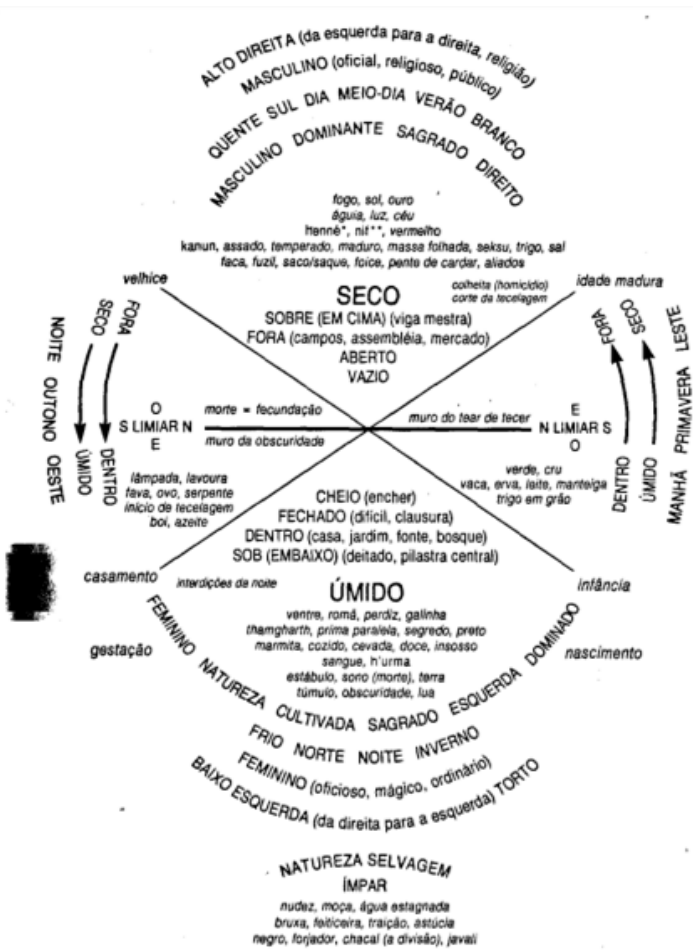 ALTO DIREITA (da esquerda para a direita, religião)
MASCULINO (oficial, religioso, público)
QUENTE SUL DIA MEIO-DIA VERÃO BRANCO
MASCULINO DOMINANTE SAGRADO DIREITO
fogo, sol, ouro
águia, luz, céu
henné*, nif**, vermelho
kanun, assado, temperado, maduro, massa folhada, seksu, trigo, sal
faca, fuzil, saco/saque, foice, pente de cardar, aliados
velhice
colheita (homicídio)
corte da tecelagem
idade madura
SECO
SOBRE (EM CIMA) (viga mestra)
FORA (campos, assembléia, mercado)
ABERTO
VAZIO
NOITE OUTONO OESTE
SECO
ÚMIDO
FORA
DENTRO
O
S LIMIAR N
E
morte = fecundação
muro da obscuridade
muro do tear de tecer
E
N LIMIAR S
O
FORA
DENTRO
SECO
ÚMIDO
MANHÃ PRIMAVERA LESTE
lâmpada, lavoura
fava, ovo, serpente
início de tecelagem
boi, azeite
verde, cru
vaca, erva, leite, manteiga
trigo em grão
CHEIO (encher)
FECHADO (difícil, clausura)
DENTRO (casa, jardim, fonte, bosque)
SOB (EMBAIXO) (deitado, pilastra central)
casamento
interdições da noite
infância
ÚMIDO
ventre, romã, perdiz, galinha
thamgharth, prima paralela, segredo, preto
marmita, cozido, cevada, doce, insosso
sangue, h'urma
estábulo, sono (morte), terra
túmulo, obscuridade, lua
gestação
nascimento
FEMININO NATUREZA CULTIVADA SAGRADO ESQUERDA DOMINADO
FRIO NORTE NOITE INVERNO
FEMININO (oficioso, mágico, ordinário)
BAIXO ESQUERDA (da direita para a esquerda) TORTO
NATUREZA SELVAGEM
ÍMPAR
nudez, moça, água estagnada
bruxa, feiticeira, traição, astúcia
negro, forjador, chacal (a divisão), javali